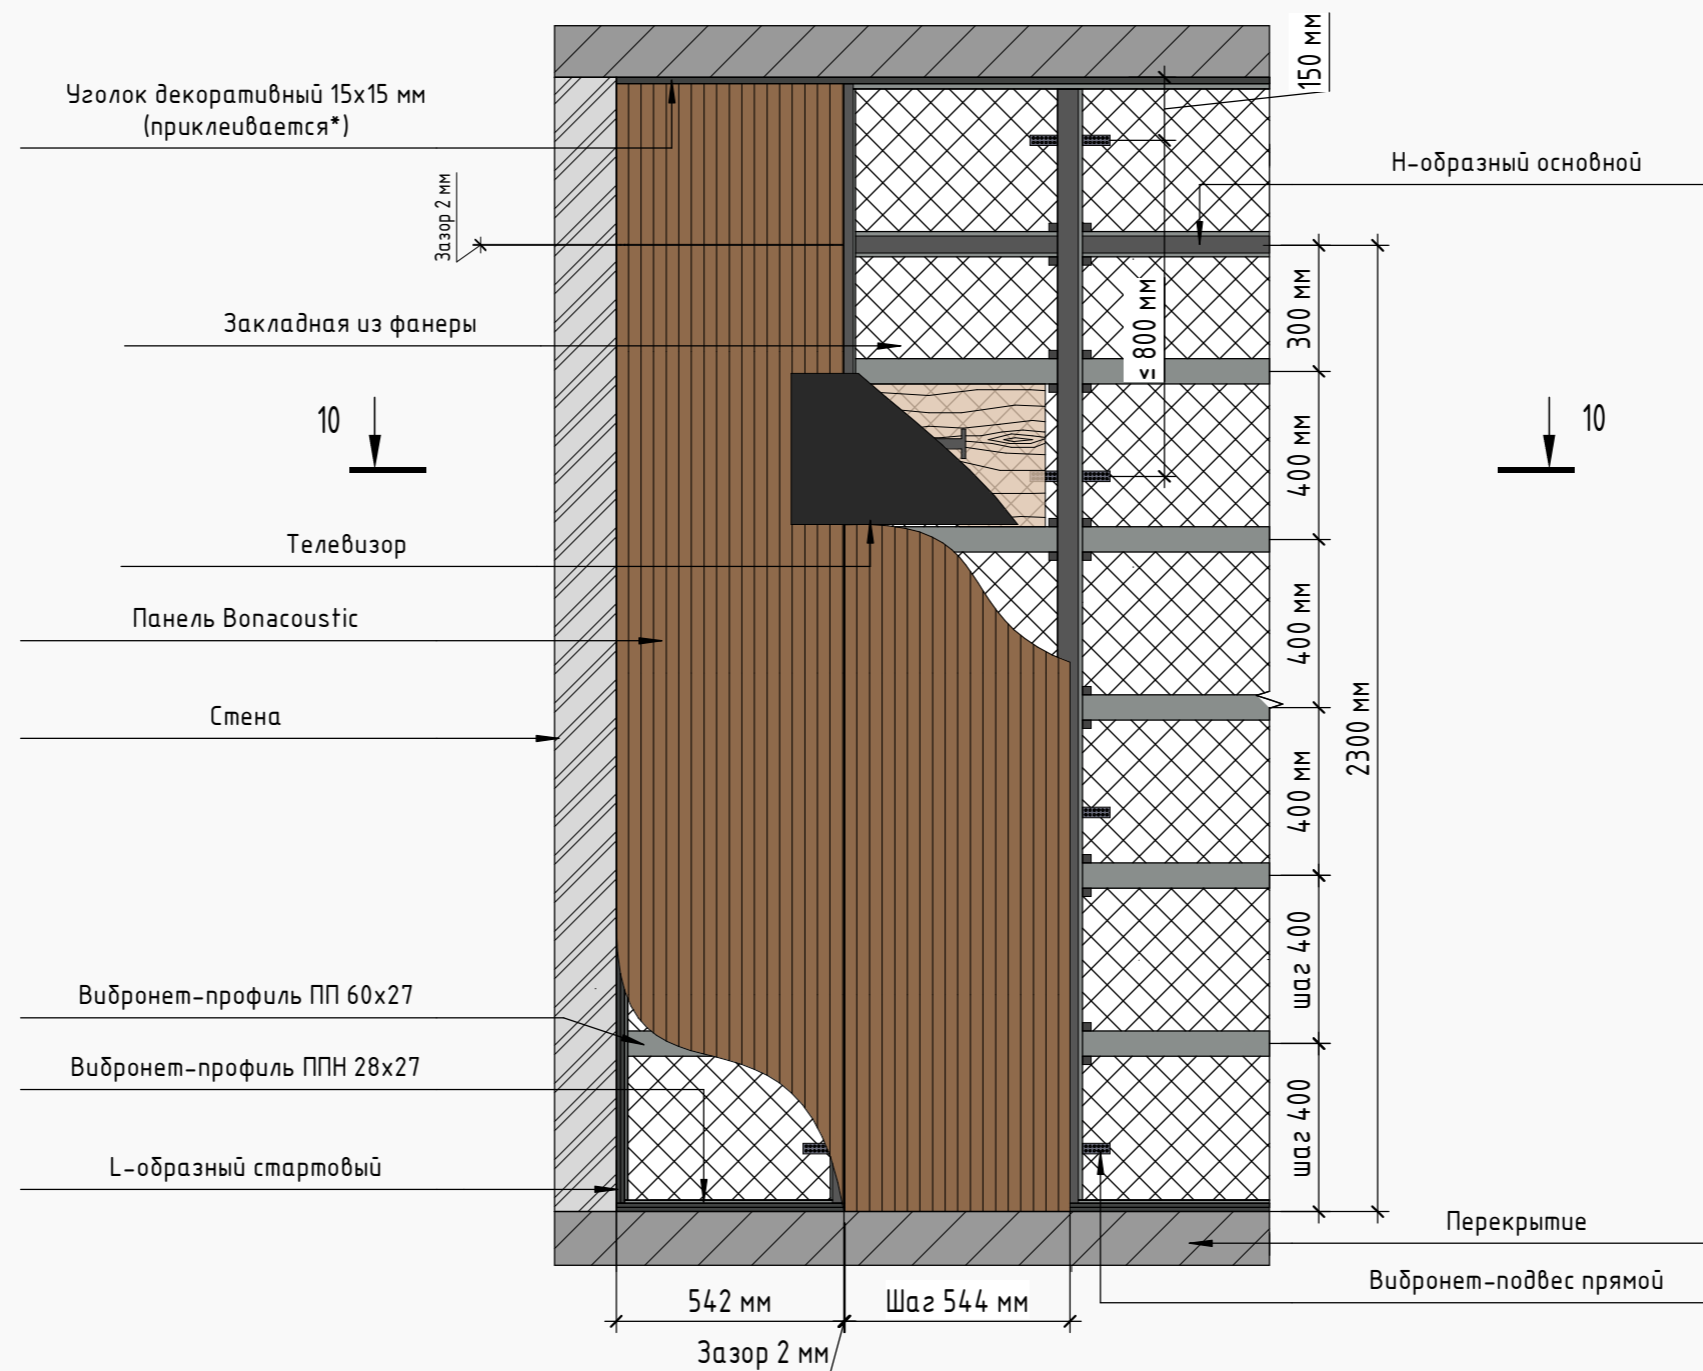 150 мм
Уголок декоративный 15х15 мм
(приклеивается*)
Н-образный основной
Зазор 2 мм
300 мм
≤ 800 мм
Закладная из фанеры
10
10
400 мм
Телевизор
Панель Bonacoustic
400 мм
Стена
2300 мм
400 мм
Вибронет-профиль ПП 60х27
шаг 400
Вибронет-профиль ППН 28х27
шаг 400
L-образный стартовый
Перекрытие
Вибронет-подвес прямой
542 мм
Шаг 544 мм
Зазор 2 мм